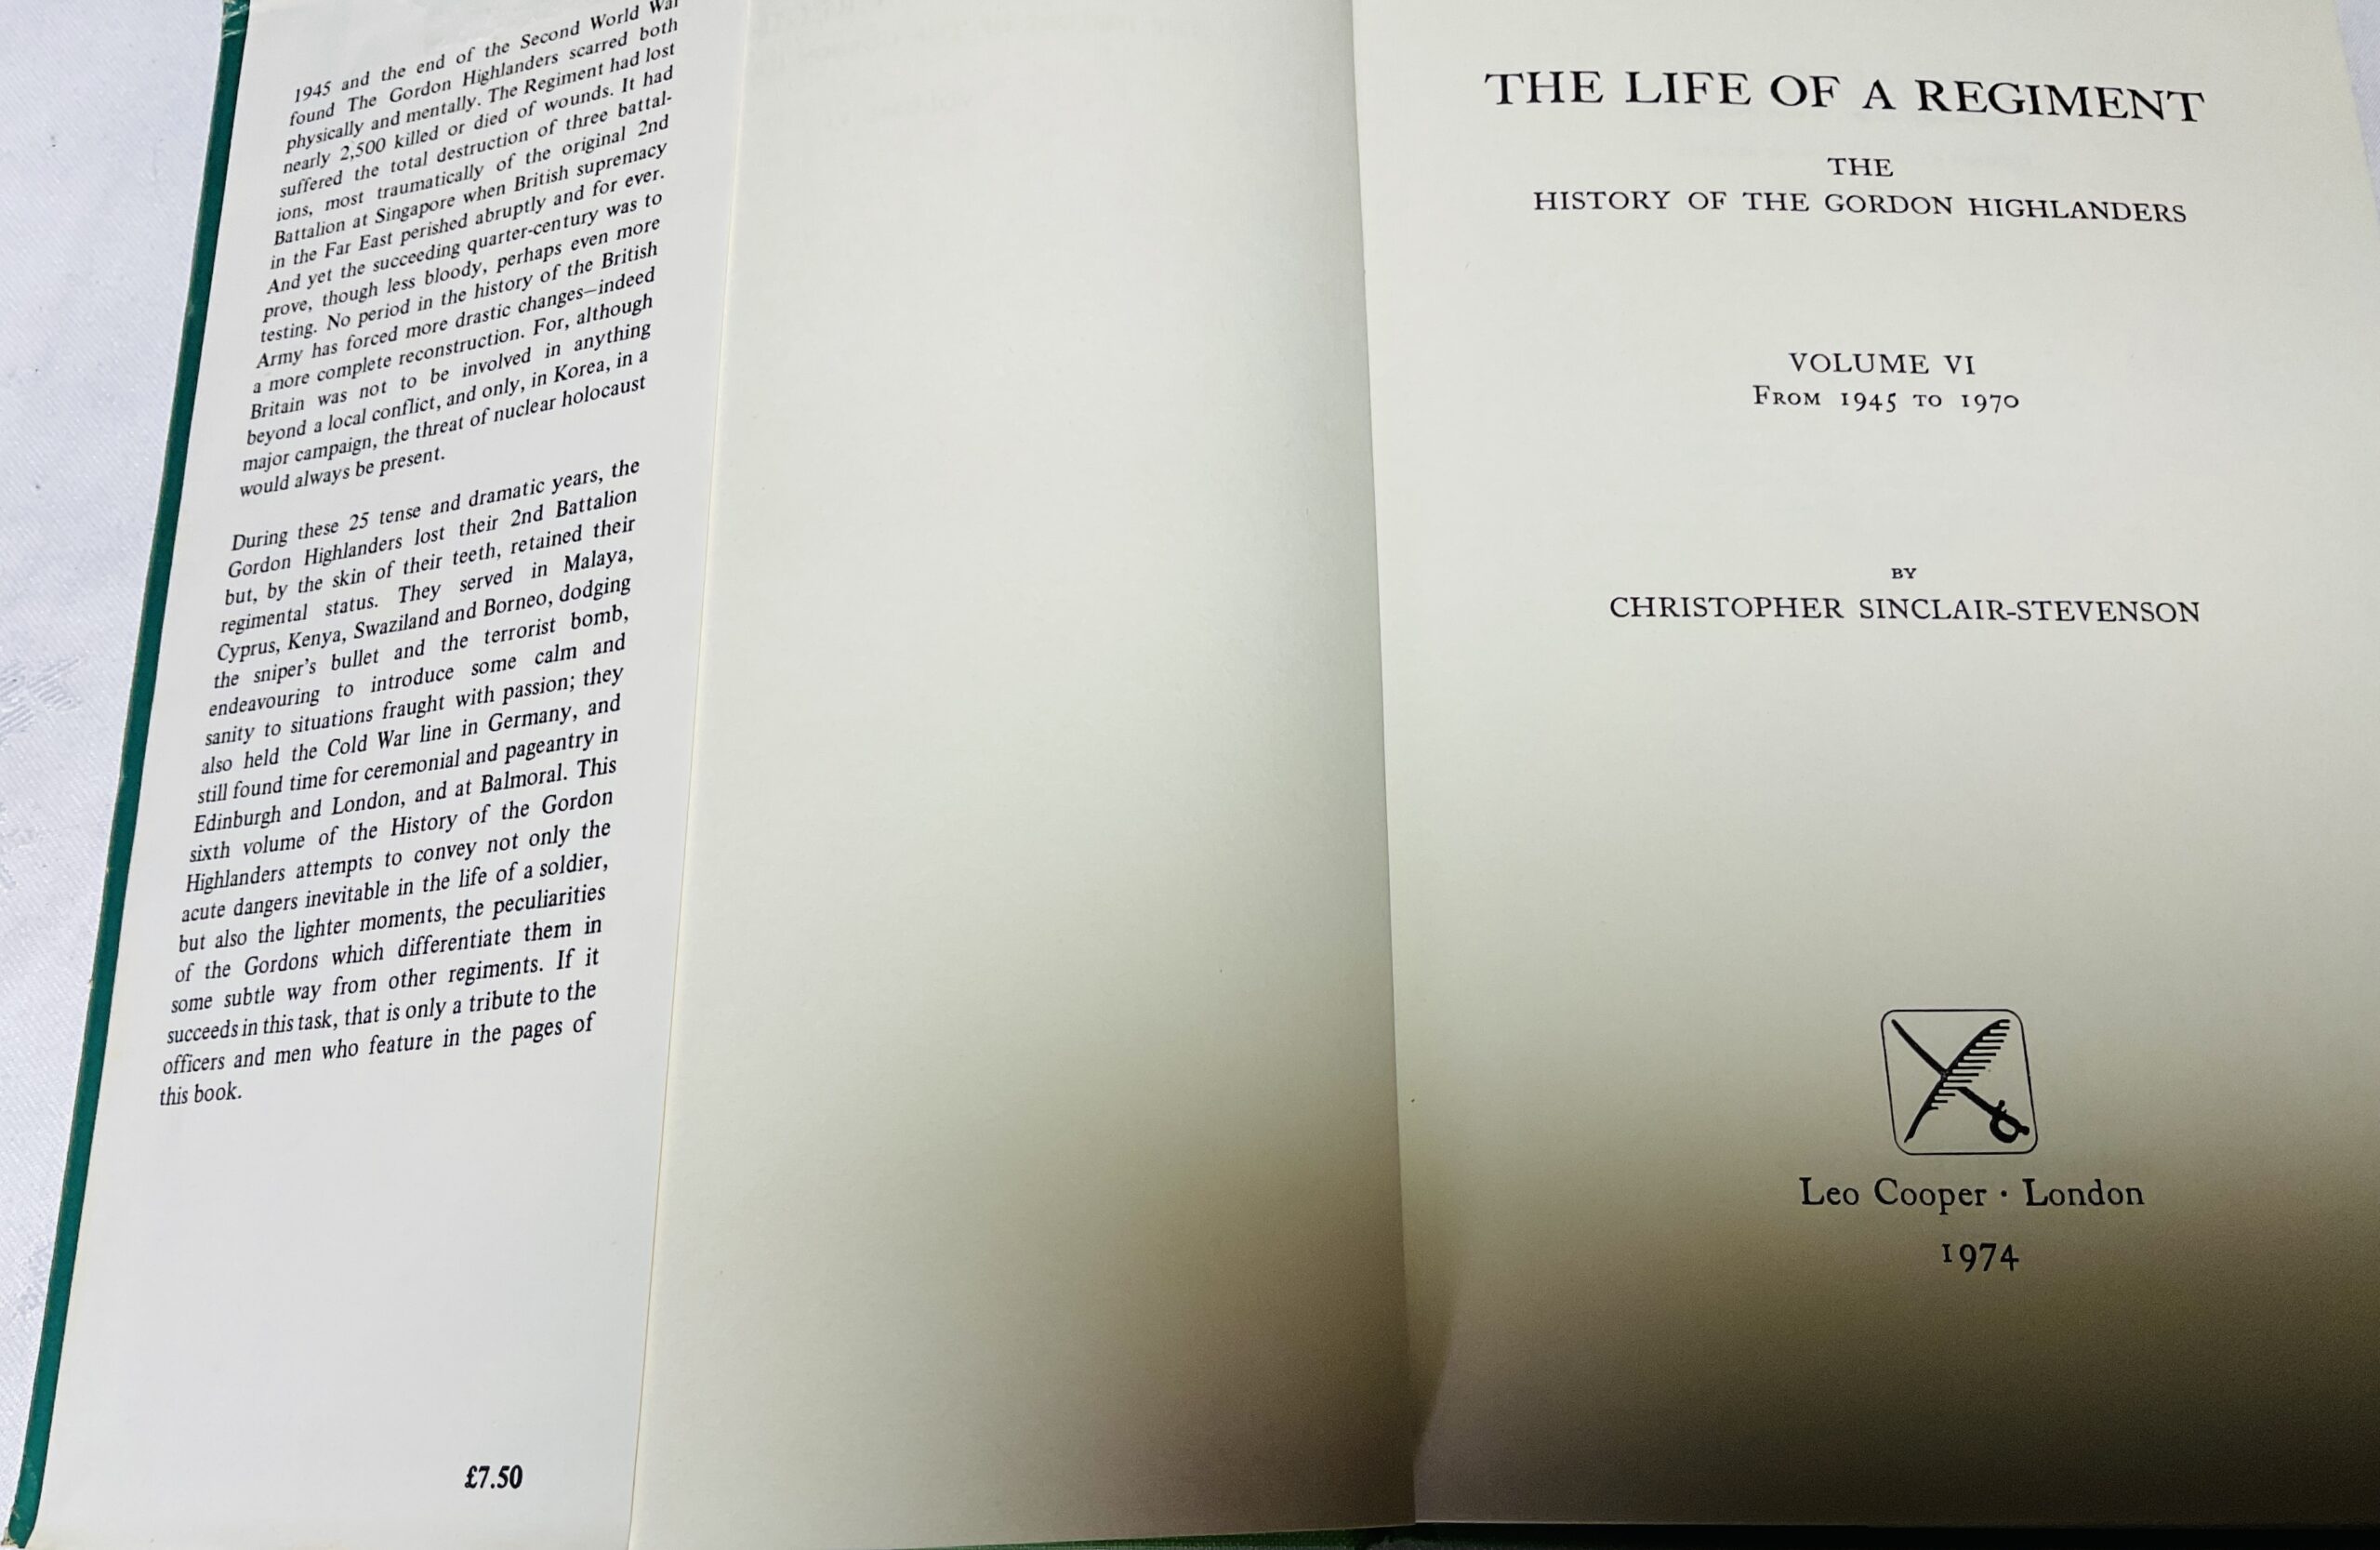 1945 and the end of the Second World War
found The Gordon Highlanders scarred both
physically and mentally. The Regiment had lost
nearly 2,500 killed or died of wounds. It had
suffered the total destruction of three battal-
ions, most traumatically of the original 2nd
Battalion at Singapore when British supremacy
in the Far East perished abruptly and for ever.
And yet the succeeding quarter-century was to
prove, though less bloody, perhaps even more
testing. No period in the history of the British
Army has forced more drastic changes—indeed
a more complete reconstruction. For, although
Britain was not to be involved in anything
beyond a local conflict, and only, in Korea, in a
major campaign, the threat of nuclear holocaust
would always be present.
During these 25 tense and dramatic years, the
Gordon Highlanders lost their 2nd Battalion
but, by the skin of their teeth, retained their
regimental status. They served in Malaya,
Cyprus, Kenya, Swaziland and Borneo, dodging
the sniper's bullet and the terrorist bomb,
endeavouring to introduce some calm and
sanity to situations fraught with passion; they
also held the Cold War line in Germany, and
still found time for ceremonial and pageantry in
Edinburgh and London, and at Balmoral. This
sixth volume of the History of the Gordon
Highlanders attempts to convey not only the
acute dangers inevitable in the life of a soldier,
but also the lighter moments, the peculiarities
of the Gordons which differentiate them in
some subtle way from other regiments. If it
succeeds in this task, that is only a tribute to the
officers and men who feature in the pages of
this book.
£7.50
THE LIFE OF A REGIMENT
THE
HISTORY OF THE GORDON HIGHLANDERS
VOLUME VI
FROM 1945 TO 1970
BY
CHRISTOPHER SINCLAIR-STEVENSON
Leo Cooper · London
1974